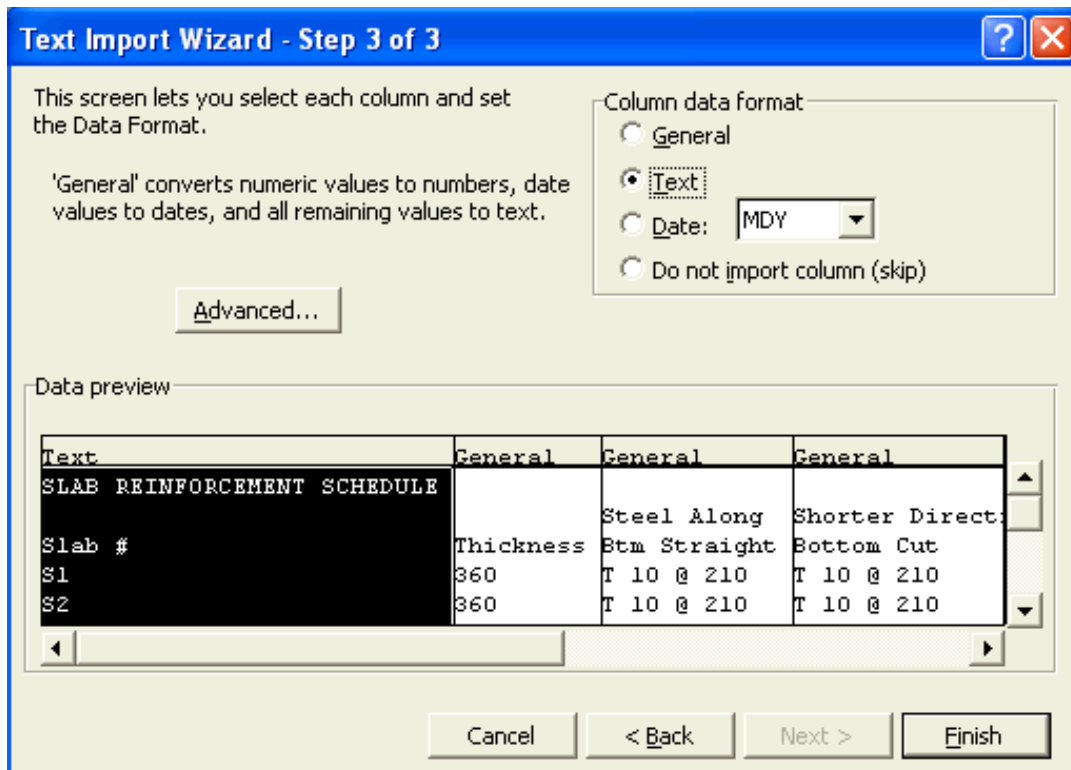 Text Import Wizard - Step 3 of 3
This screen lets you select each column and set
the Data Format.
'General' converts numeric values to numbers, date
values to dates, and all remaining values to text.
Advanced...
Column data format
General
Text
Date: MDY
Do not import column (skip)
Data preview
Text General General General
SLAB REINFORCEMENT SCHEDULE
Steel Along Shorter Direct
Slab # Thickness Btm Straight Bottom Cut
S1 360 T 10 @ 210 T 10 @ 210
S2 360 T 10 @ 210 T 10 @ 210
Cancel < Back Next > Finish